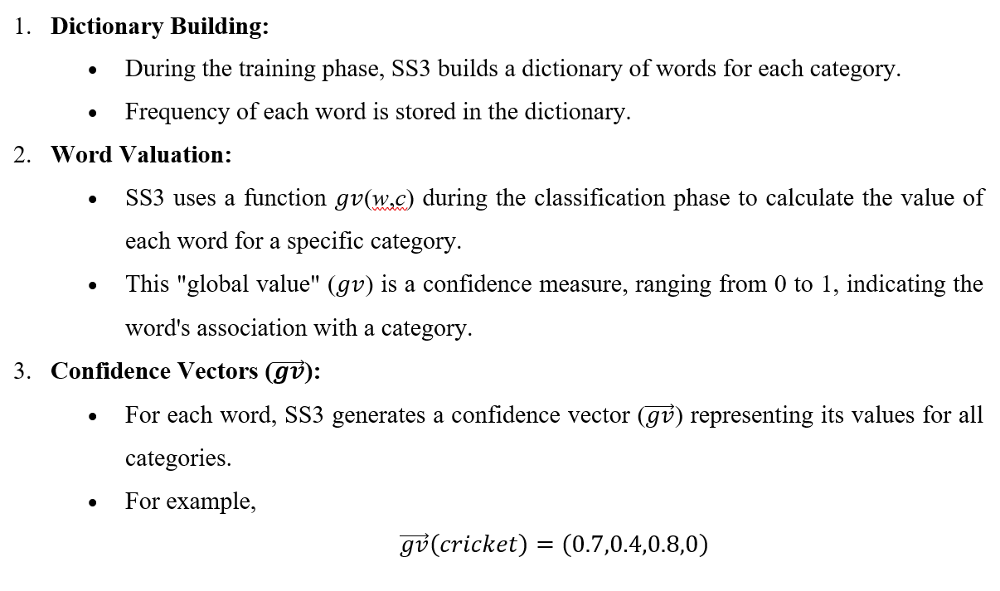 1. Dictionary Building:
• During the training phase, SS3 builds a dictionary of words for each category.
• Frequency of each word is stored in the dictionary.
2. Word Valuation:
• SS3 uses a function 𝑔𝑣(w,c) during the classification phase to calculate the value of
each word for a specific category.
• This "global value" (𝑔𝑣) is a confidence measure, ranging from 0 to 1, indicating the
word's association with a category.
3. Confidence Vectors (𝑔𝑣⃗):
• For each word, SS3 generates a confidence vector (𝑔𝑣⃗) representing its values for all
categories.
• For example,
𝑔𝑣⃗(cricket) = (0.7,0.4,0.8,0)